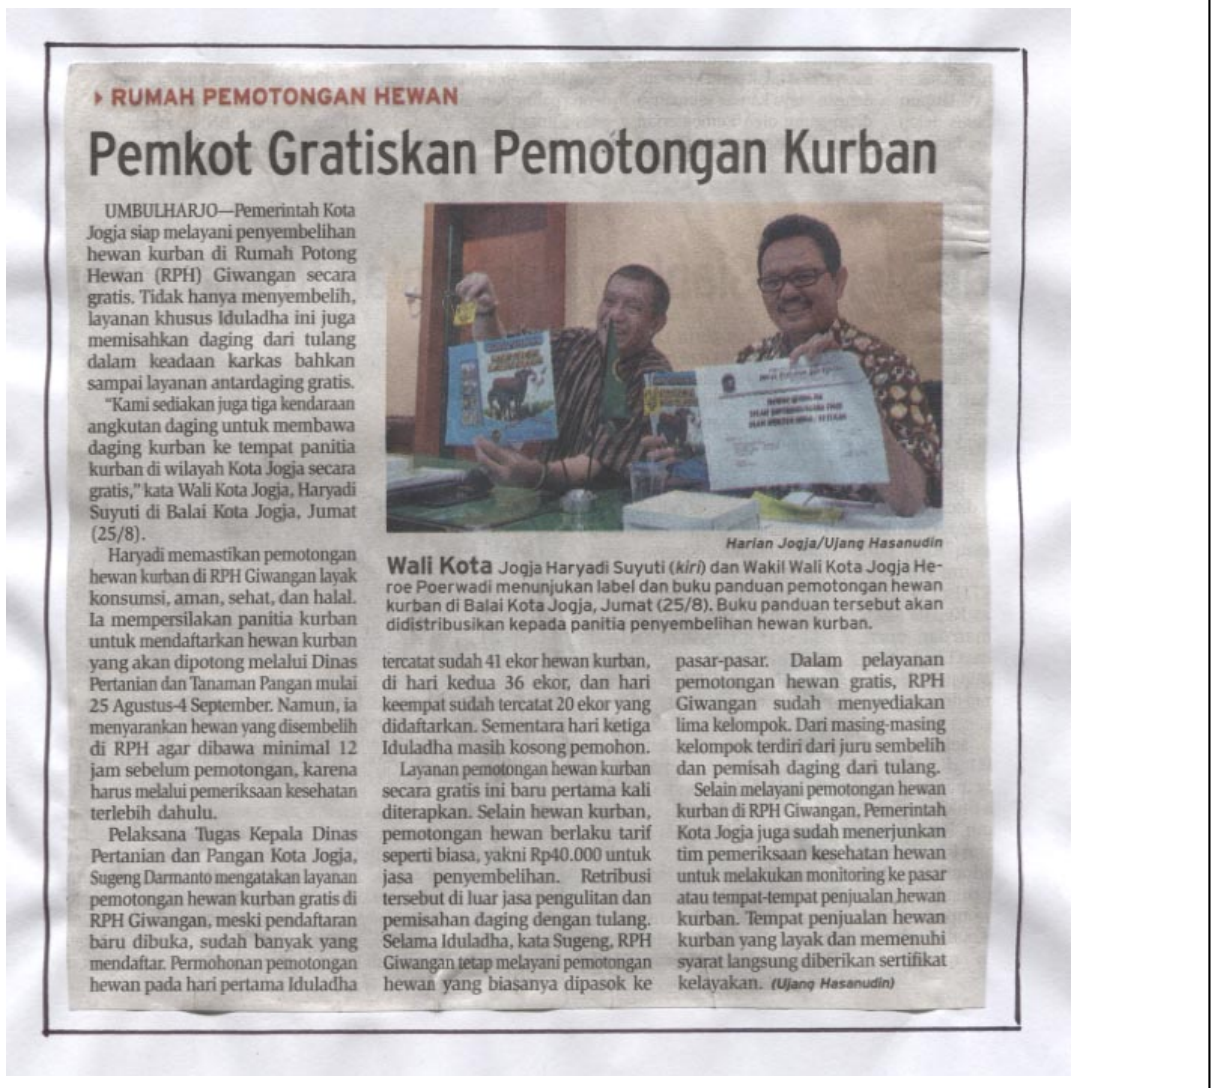 RUMAH PEMOTONGAN HEWAN
Pemkot Gratiskan Pemotongan Kurban
UMBULHARJO—Pemerintah Kota
Jogja siap melayani penyembelihan
hewan kurban di Rumah Potong
Hewan (RPH) Giwangan secara
gratis. Tidak hanya menyembelih,
layanan khusus Iduladha ini juga
memisahkan daging dari tulang
dalam keadaan karkas bahkan
sampai layanan antardaging gratis.
“Kami sediakan juga tiga kendaraan
angkutan daging untuk membawa
daging kurban ke tempat panitia
kurban di wilayah Kota Jogja secara
gratis,” kata Wali Kota Jogja, Haryadi
Suyuti di Balai Kota Jogja, Jumat
(25/8).
Haryadi memastikan pemotongan
hewan kurban di RPH Giwangan layak
konsumsi, aman, sehat, dan halal.
Ia mempersilakan panitia kurban
untuk mendaftarkan hewan kurban
yang akan dipotong melalui Dinas
Pertanian dan Tanaman Pangan mulai
25 Agustus-4 September. Namun, ia
menyarankan hewan yang disembelih
di RPH agar dibawa minimal 12
jam sebelum pemotongan, karena
harus melalui pemeriksaan kesehatan
terlebih dahulu.
Pelaksana Tugas Kepala Dinas
Pertanian dan Pangan Kota Jogja,
Sugeng Darmanto mengatakan layanan
pemotongan hewan kurban gratis di
RPH Giwangan, meski pendaftaran
baru dibuka, sudah banyak yang
mendaftar. Permohonan pemotongan
hewan pada hari pertama Iduladha
Harian Jogja/Ujang Hasanudin
Wali Kota Jogja Haryadi Suyuti (kiri) dan Wakil Wali Kota Jogja He-
roe Poerwadi menunjukan label dan buku panduan pemotongan hewan
kurban di Balai Kota Jogja, Jumat (25/8). Buku panduan tersebut akan
didistribusikan kepada panitia penyembelihan hewan kurban.
tercatat sudah 41 ekor hewan kurban,
di hari kedua 36 ekor, dan hari
keempat sudah tercatat 20 ekor yang
didaftarkan. Sementara hari ketiga
Iduladha masih kosong pemohon.
Layanan pemotongan hewan kurban
secara gratis ini baru pertama kali
diterapkan. Selain hewan kurban,
pemotongan hewan berlaku tarif
seperti biasa, yakni Rp40.000 untuk
jasa penyembelihan. Retribusi
tersebut di luar jasa pengulitan dan
pemisahan daging dengan tulang.
Selama Iduladha, kata Sugeng, RPH
Giwangan tetap melayani pemotongan
hewan yang biasanya dipasok ke
pasar-pasar. Dalam pelayanan
pemotongan hewan gratis, RPH
Giwangan sudah menyediakan
lima kelompok. Dari masing-masing
kelompok terdiri dari juru sembelih
dan pemisah daging dari tulang.
Selain melayani pemotongan hewan
kurban di RPH Giwangan, Pemerintah
Kota Jogja juga sudah menerjunkan
tim pemeriksaan kesehatan hewan
untuk melakukan monitoring ke pasar
atau tempat-tempat penjualan hewan
kurban. Tempat penjualan hewan
kurban yang layak dan memenuhi
syarat langsung diberikan sertifikat
kelayakan. (Ujang Hasanudin)